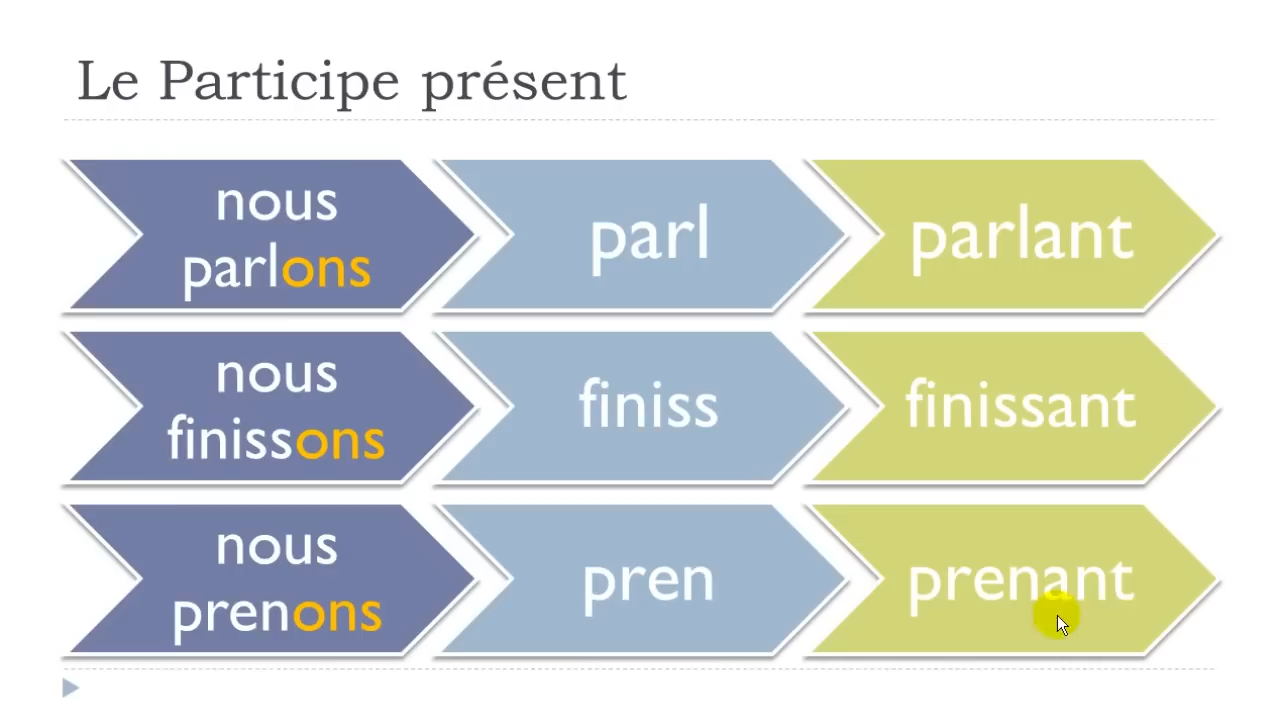 Le Participe présent
nous
parlons
parl
parlant
nous
finissons
finiss
finissant
nous
prenons
pren
prenant